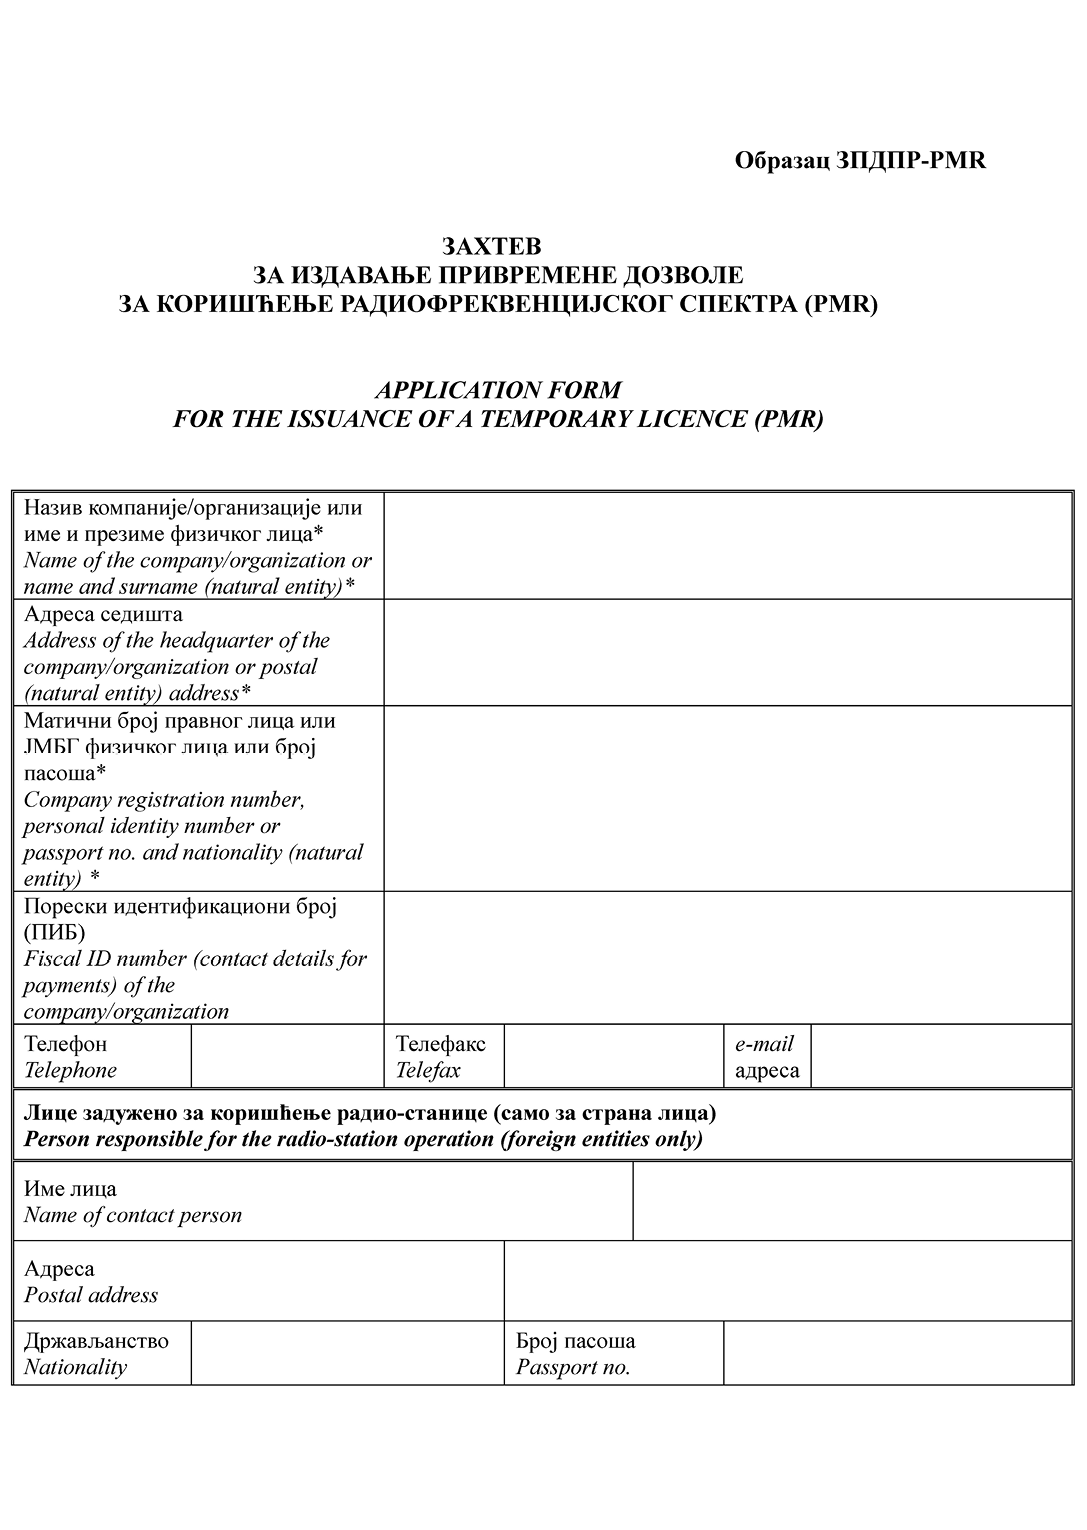 Образац ЗПДПР-PMR
ЗАХТЕВ
ЗА ИЗДАВАЊЕ ПРИВРЕМЕНЕ ДОЗВОЛЕ
ЗА КОРИШЋЕЊЕ РАДИОФРЕКВЕНЦИЈСКОГ СПЕКТРА (PMR)
APPLICATION FORM
FOR THE ISSUANCE OF A TEMPORARY LICENCE (PMR)
Назив компаније/организације или
име и презиме физичког лица*
Name of the company/organization or
name and surname (natural entity)*
Адреса седишта
Address of the headquarter of the
company/organization or postal
(natural entity) address*
Матични број правног лица или
ЈМБГ физичког лица или број
пасоша*
Company registration number,
personal identity number or
passport no. and nationality (natural
entity) *
Порески идентификациони број
(ПИБ)
Fiscal ID number (contact details for
payments) of the
company/organization
Телефон
Telephone
Телефакс
Telefax
e-mail
адреса
Лице задужено за коришћење радио-станице (само за страна лица)
Person responsible for the radio-station operation (foreign entities only)
Име лица
Name of contact person
Адреса
Postal address
Држављанство
Nationality
Број пасоша
Passport no.